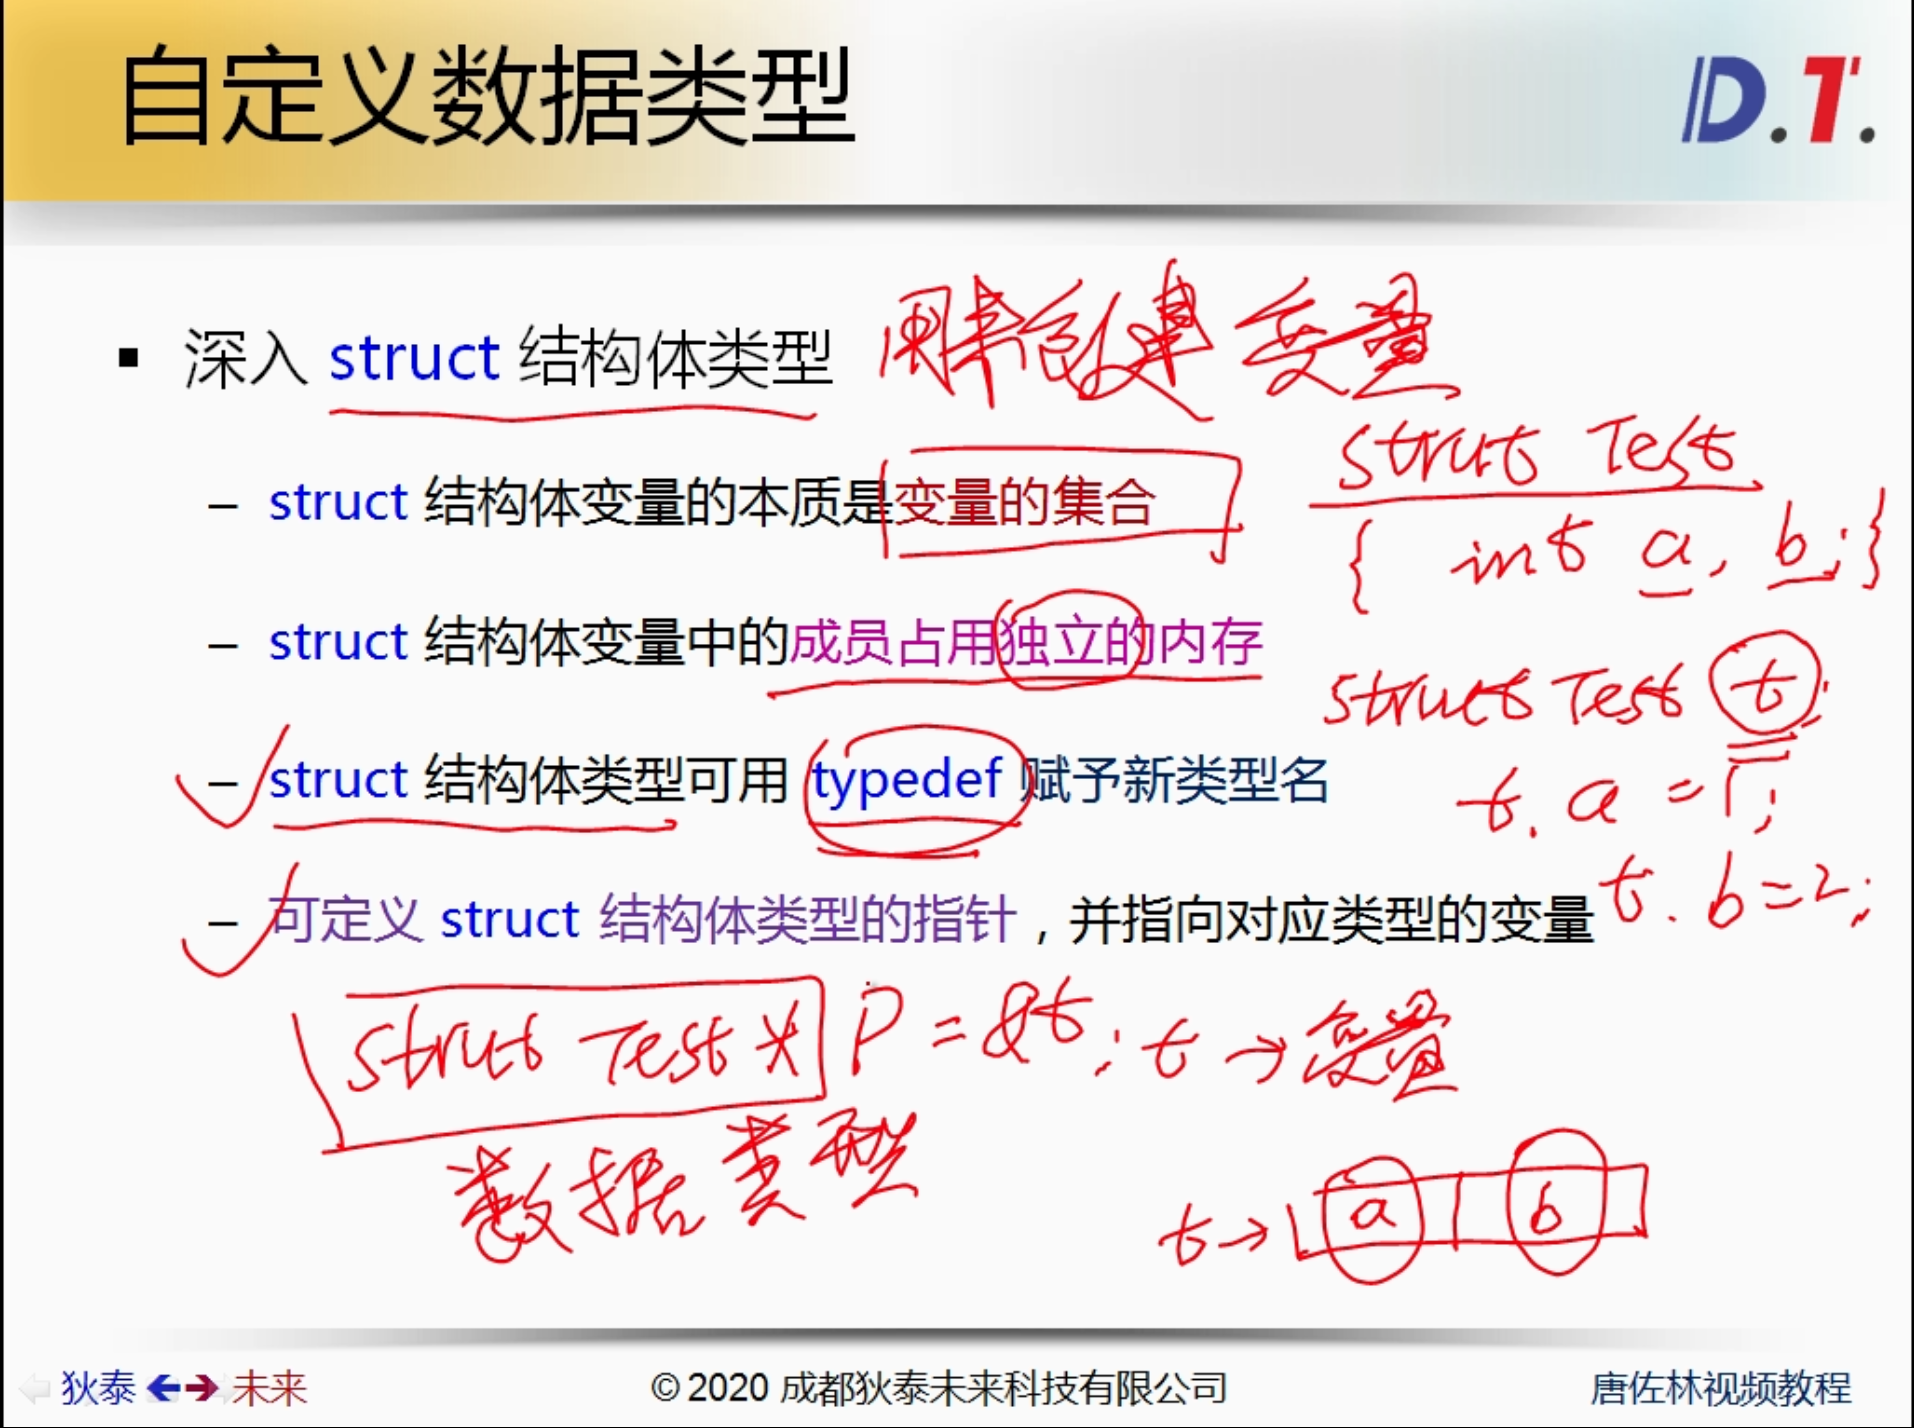 自定义数据类型
D.T.
深入 struct 结构体类型
用来创建变量
– struct 结构体变量的本质是变量的集合
struct Test
{ int a, b; }
– struct 结构体变量中的成员占用独立的内存
struct Test t;
– struct 结构体类型可用 typedef 赋予新类型名
t.a = 1;
– 可定义 struct 结构体类型的指针，并指向对应类型的变量
t.b=2;
struct Test * p = &t;
t → 变量
数据类型
t → a b
狄泰 未来
© 2020 成都狄泰未来科技有限公司
唐佐林视频教程